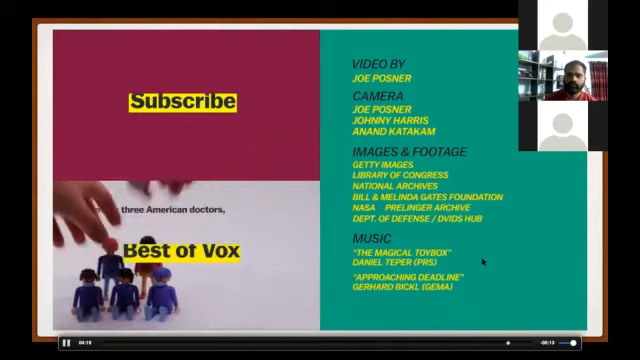 Subscribe
three American doctors,
Best of Vox
VIDEO BY
JOE POSNER
CAMERA
JOE POSNER
JOHNNY HARRIS
ANAND KATAKAM
IMAGES & FOOTAGE
GETTY IMAGES
LIBRARY OF CONGRESS
NATIONAL ARCHIVES
BILL & MELINDA GATES FOUNDATION
NASA PRELINGER ARCHIVE
DEPT. OF DEFENSE / DVIDS HUB
MUSIC
"THE MAGICAL TOYBOX"
DANIEL TEPER (PRS)
"APPROACHING DEADLINE"
GERHARD BICKL (GEMA)
04:18
-00:13